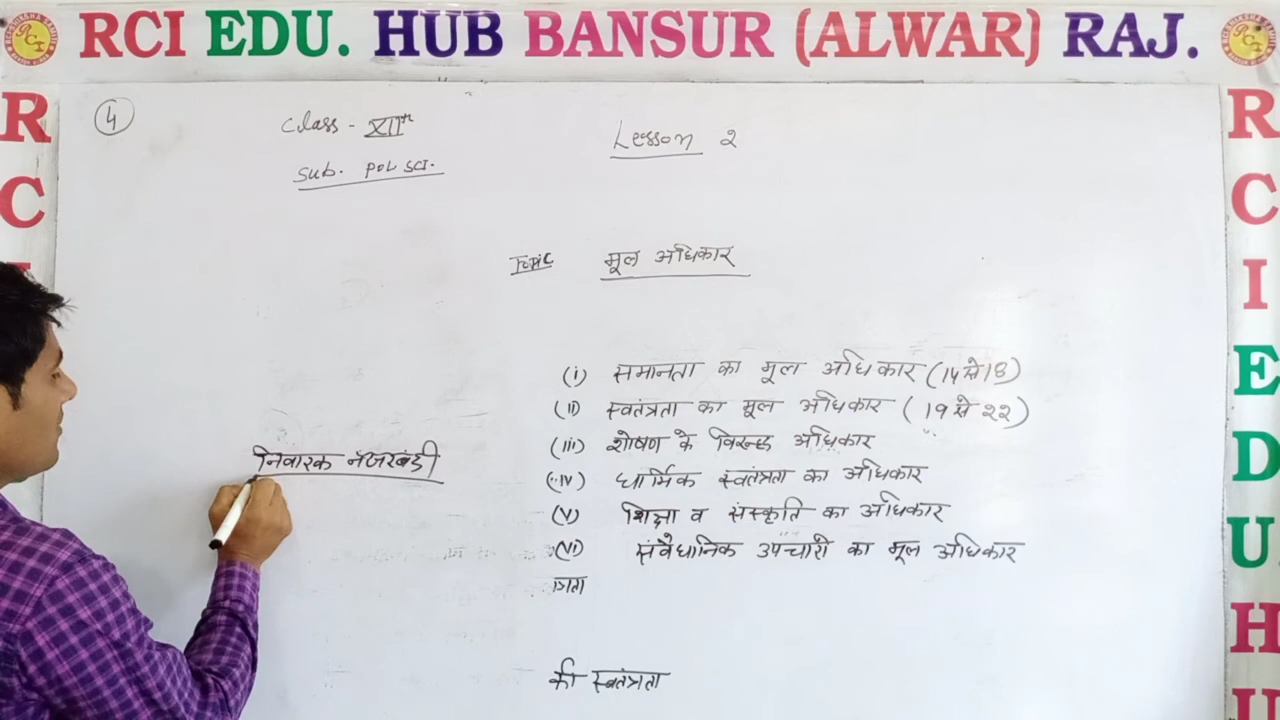 RCI EDU. HUB BANSUR (ALWAR) RAJ.
R
C
I
R
C
I
E
D
U
H
U
4
Class - XIIth
Sub. POL SCI.
Lesson 2
Topic मूल अधिकार
(i) समानता का मूल अधिकार (14 से 18)
(ii) स्वतंत्रता का मूल अधिकार (19 से 22)
(iii) शोषण के विरूद्ध अधिकार
(iv) धार्मिक स्वतंत्रता का अधिकार
(v) शिक्षा व संस्कृति का अधिकार
(vi) संवैधानिक उपचारो का मूल अधिकार
त्रता
की स्वतंत्रता
निवारक नजरबंदी